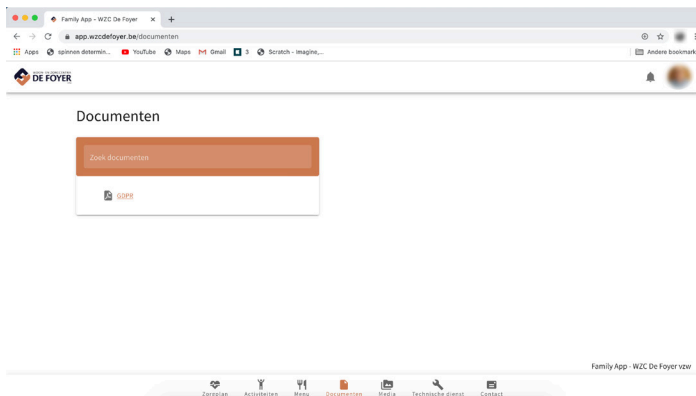 Family App - WZC De Foyer
app.wzcdefoyer.be/documenten
Apps
spinnen determin...
YouTube
Maps
Gmail
3
Scratch - Imagine,...
Andere bookmark
DE FOYER
Documenten
Zoek documenten
GDPR
Family App - WZC De Foyer vzw
Zorgplan
Activiteiten
Menu
Documenten
Media
Technische dienst
Contact